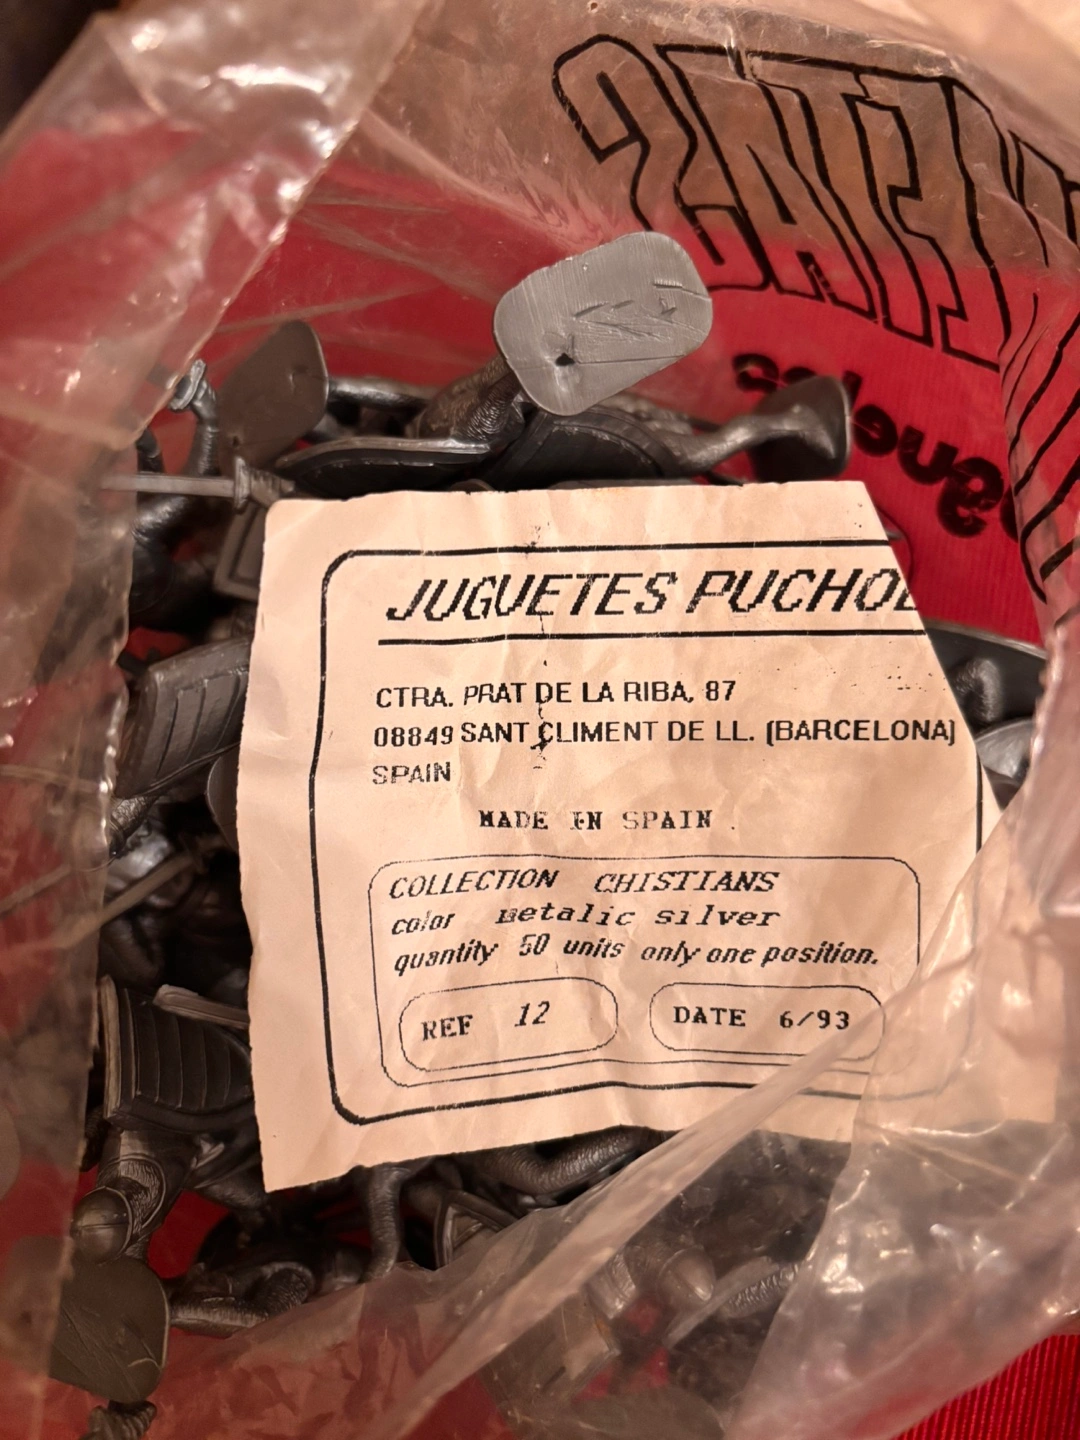 JUGUETES PUCHOL
CTRA. PRAT DE LA RIBA, 87
08849 SANT CLIMENT DE LL. (BARCELONA)
SPAIN
MADE IN SPAIN.
COLLECTION CHISTIANS
color metalic silver
quantity 50 units only one position.
REF 12
DATE 6/93